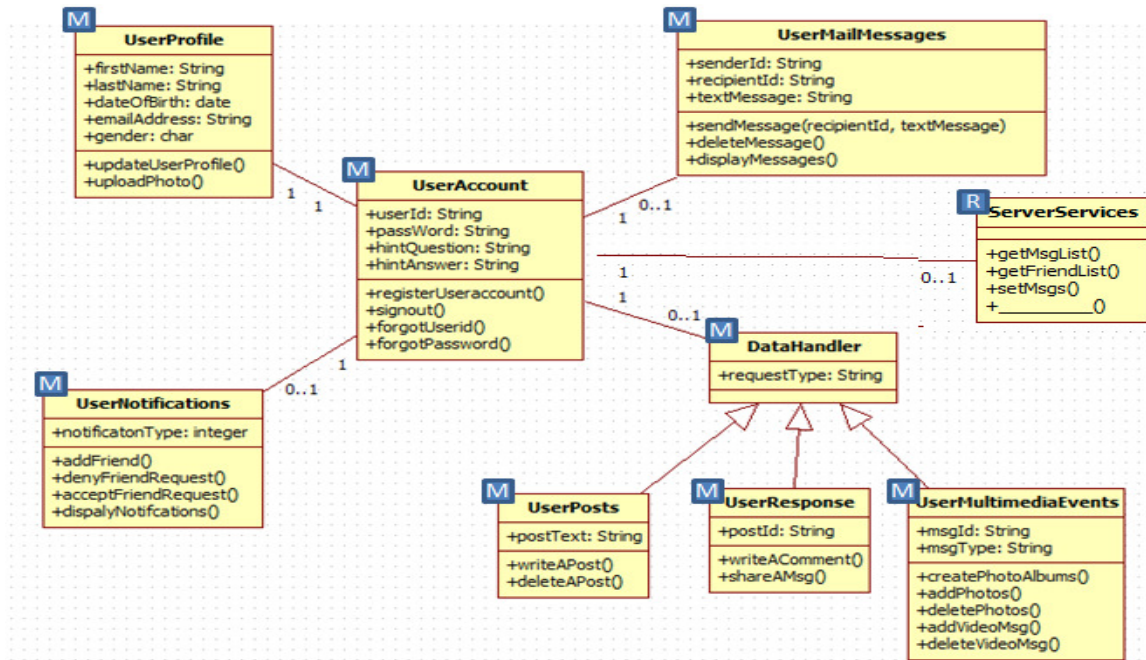 M
UserProfile
+firstName: String
+lastName: String
+dateOfBirth: date
+emailAddress: String
+gender: char
+updateUserProfile()
+uploadPhoto()
M
UserMailMessages
+senderId: String
+recipientId: String
+textMessage: String
+sendMessage(recipientId, textMessage)
+deleteMessage()
+displayMessages()
M
UserAccount
+userId: String
+passWord: String
+hintQuestion: String
+hintAnswer: String
+registerUseraccount()
+signout()
+forgotUserid()
+forgotPassword()
1
1
1
0..1
R
ServerServices
+getMsgList()
+getFriendList()
+setMsgs()
+__________()
1
0..1
1
0..1
M
DataHandler
+requestType: String
1
0..1
M
UserNotifications
+notificatonType: integer
+addFriend()
+denyFriendRequest()
+acceptFriendRequest()
+dispalyNotifcations()
M
UserPosts
+postText: String
+writeAPost()
+deleteAPost()
M
UserResponse
+postId: String
+writeAComment()
+shareAMsg()
M
UserMultimediaEvents
+msgId: String
+msgType: String
+createPhotoAlbums()
+addPhotos()
+deletePhotos()
+addVideoMsg()
+deleteVideoMsg()